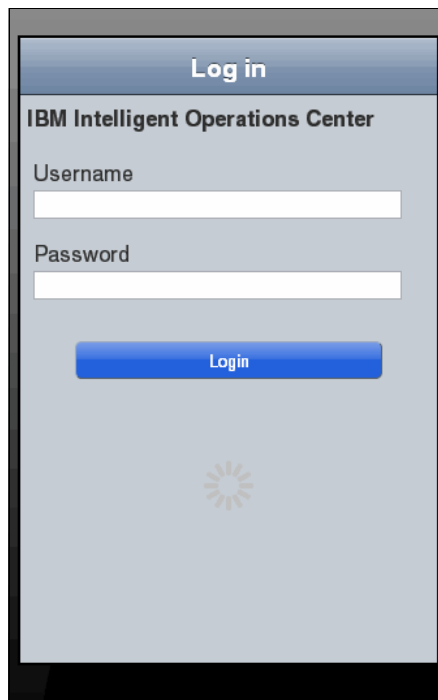 Log in
IBM Intelligent Operations Center
Username
Password
Login